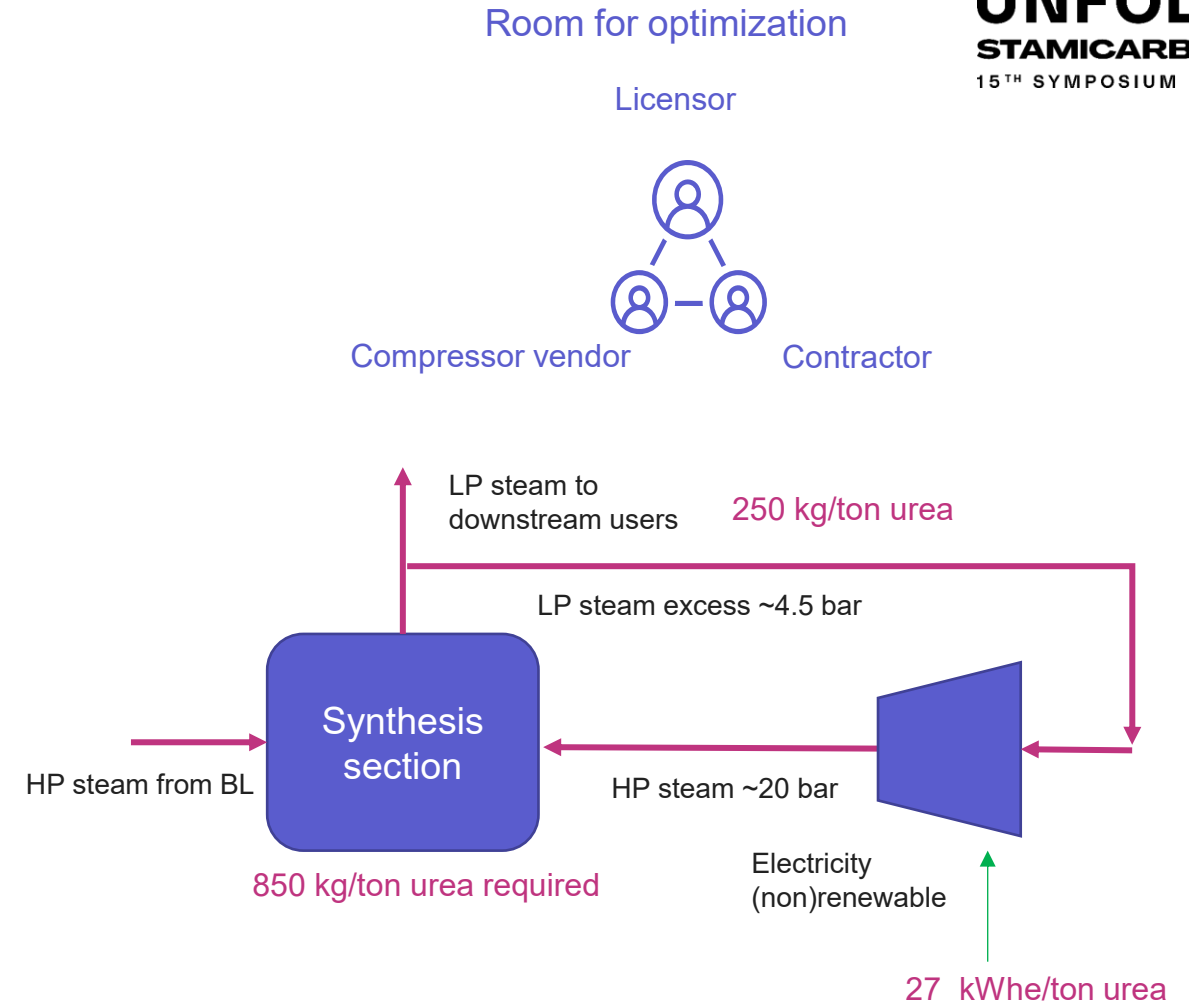 Room for optimization
UNFOL
STAMICARB
15TH SYMPOSIUM
Licensor
Compressor vendor
Contractor
LP steam to
downstream users
250 kg/ton urea
LP steam excess ~4.5 bar
Synthesis
section
HP steam from BL
HP steam ~20 bar
850 kg/ton urea required
Electricity
(non)renewable
27 kWhe/ton urea